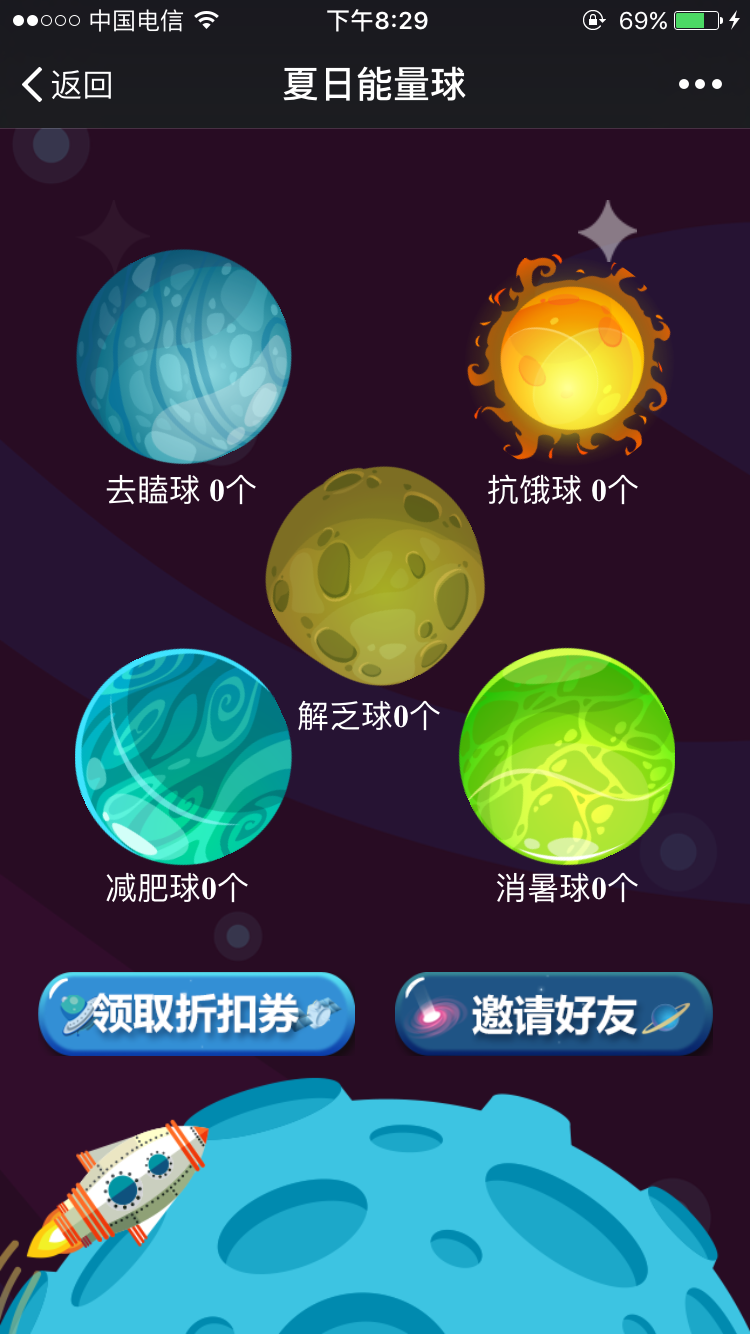 中国电信 下午8:29 69%
返回 夏日能量球
去瞌球 0个 抗饿球 0个
解乏球0个
减肥球0个 消暑球0个
领取折扣券 邀请好友